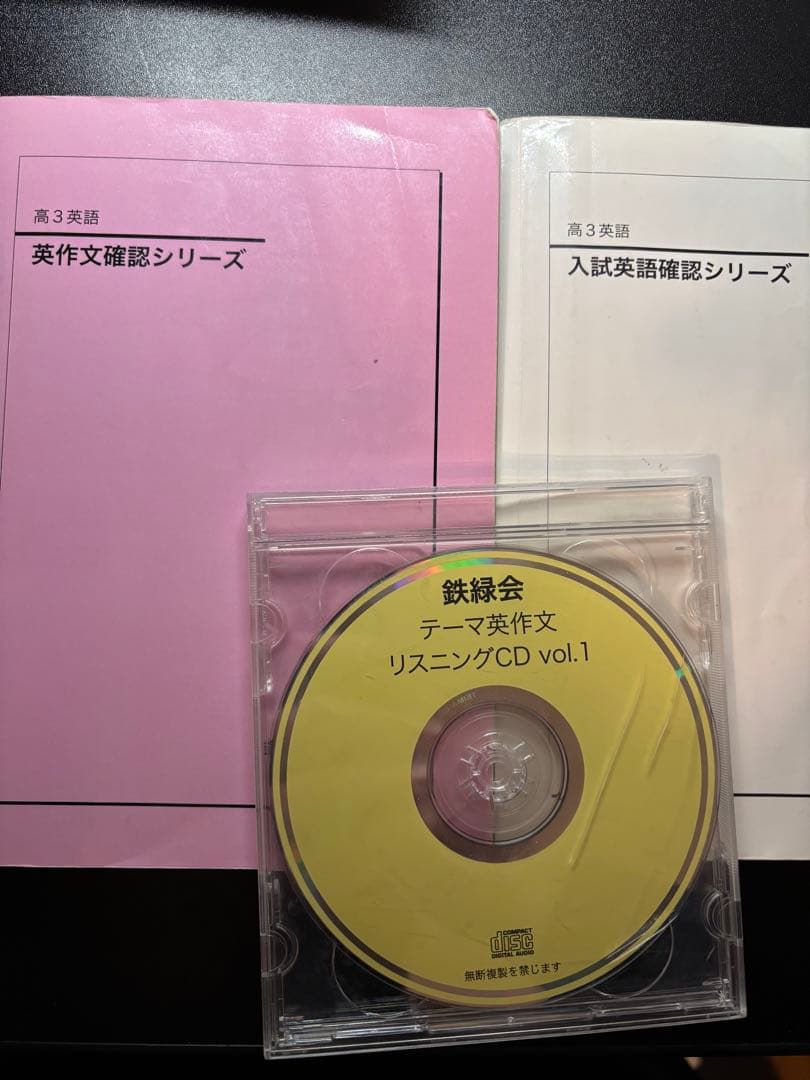 高3英語
英作文確認シリーズ
高3英語
入試英語確認シリーズ
鉄緑会
テーマ英作文
リスニングCD vol.1
COMPACT
disc
DIGITAL AUDIO
無断複製を禁じます